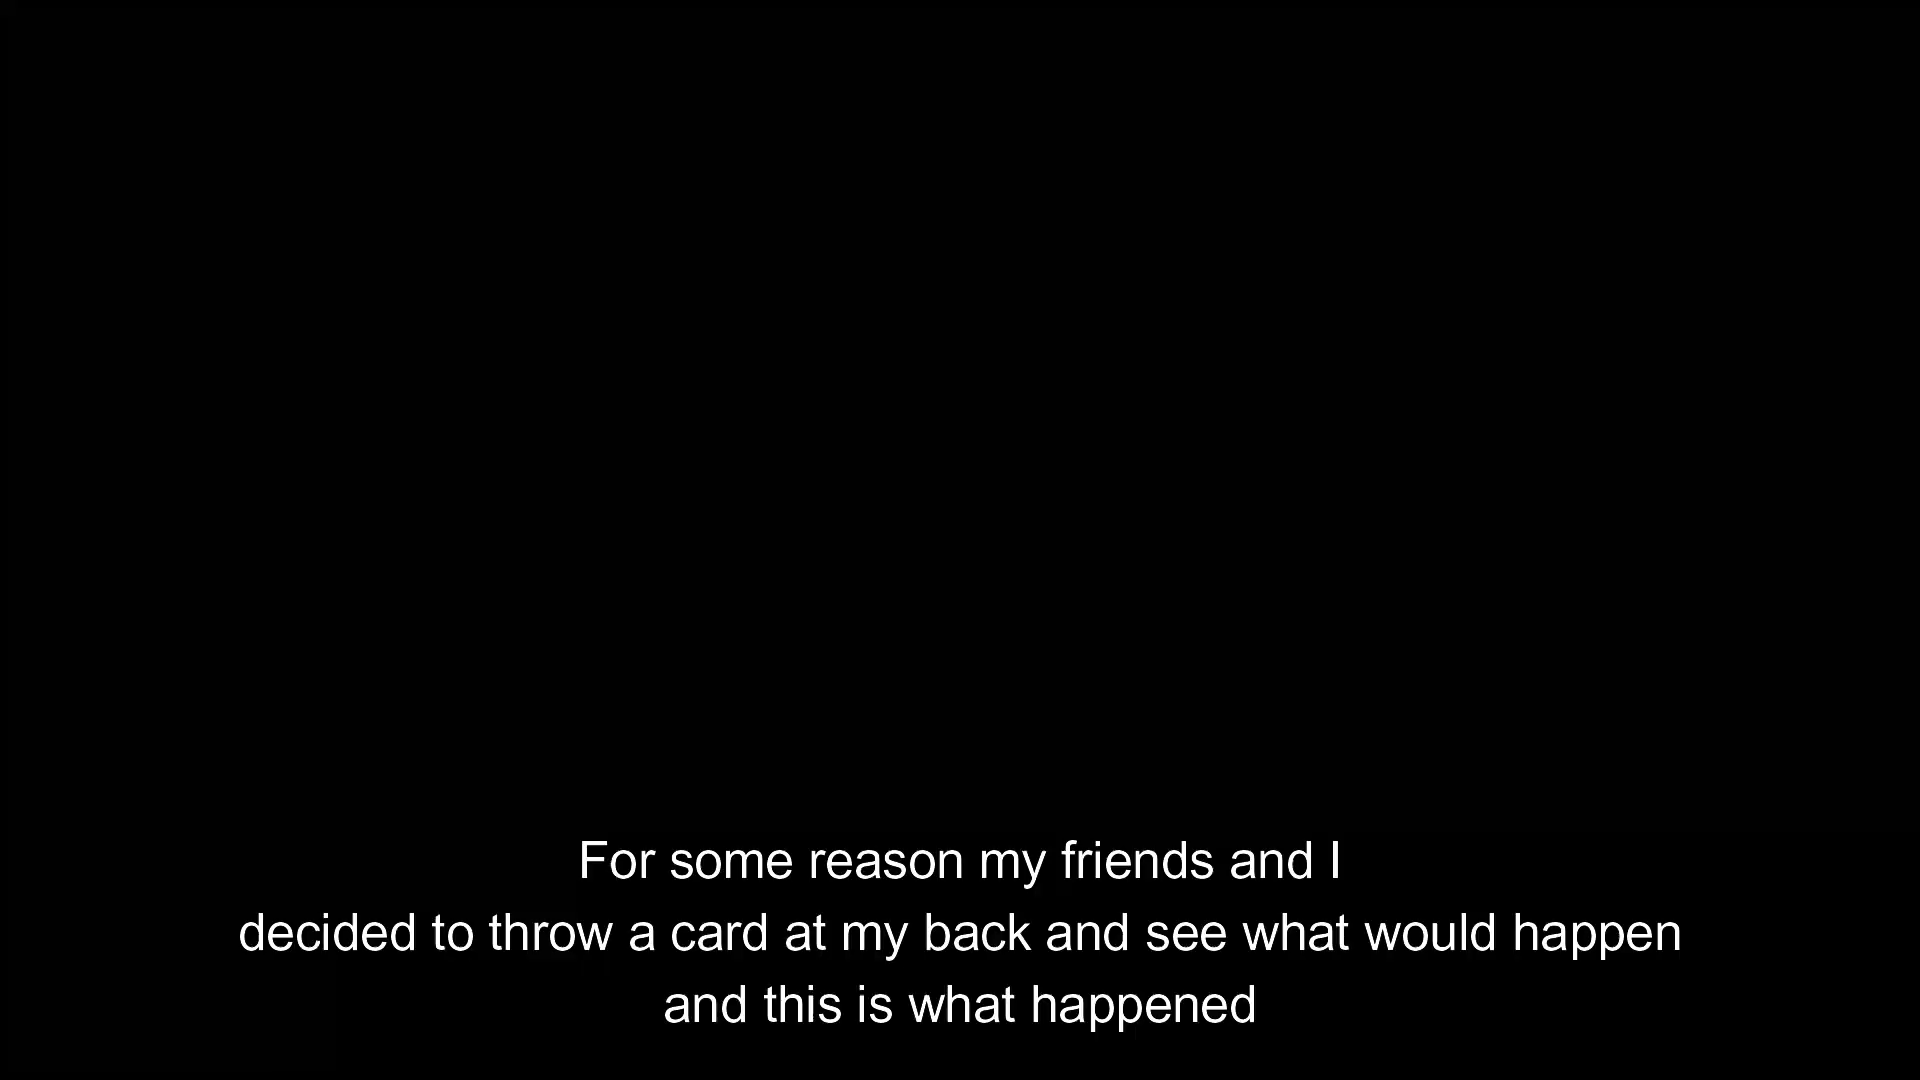 For some reason my friends and I
decided to throw a card at my back and see what would happen
and this is what happened